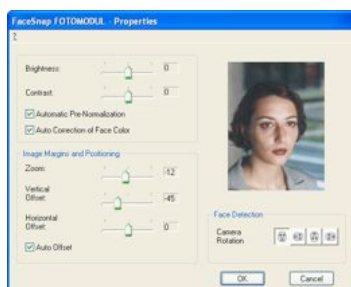 FaceSnap FOTOMODUL - Properties
?
Brightness: 0
Contrast: 0
Automatic Pre-Normalization
Auto Correction of Face Color
Image Margins and Positioning
Zoom: -12
Vertical
Offset: -45
Horizontal
Offset: 0
Auto Offset
Face Detection
Camera
Rotation
OK
Cancel